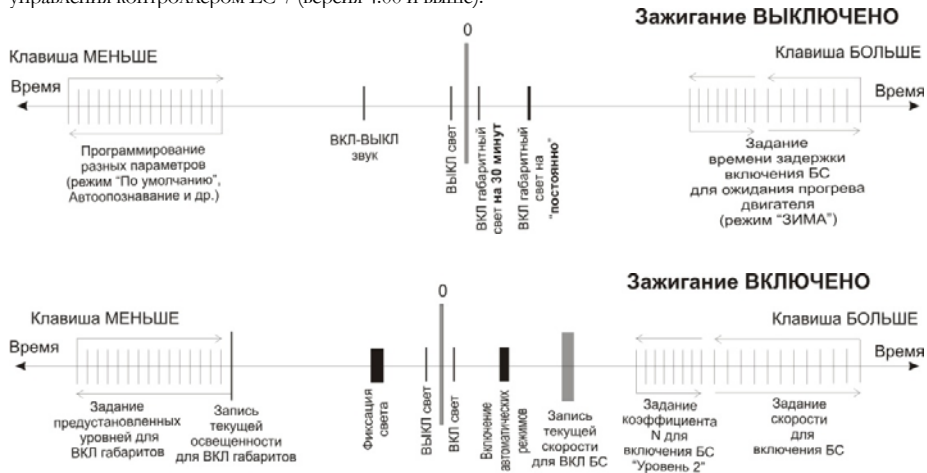 управления контроллером ЕС-7 (версия 4.00 и выше).
Зажигание ВЫКЛЮЧЕНО
0
Клавиша МЕНЬШЕ
Клавиша БОЛЬШЕ
Время
Время
Программирование
разных параметров
(режим "По умолчанию",
Автоопознавание и др.)
ВКЛ-ВЫКЛ
звук
ВЫКЛ свет
ВКЛ габаритный
свет на 30 минут
ВКЛ габаритный
свет на
"постоянно"
Задание
времени задержки
включения БС
для ожидания прогрева
двигателя
(режим "ЗИМА")
Зажигание ВКЛЮЧЕНО
0
Клавиша МЕНЬШЕ
Клавиша БОЛЬШЕ
Время
Время
Задание
предустановленных
уровней для
ВКЛ габаритов
Запись
текущей
освещенности
для ВКЛ габаритов
Фиксация
света
ВЫКЛ свет
ВКЛ свет
Включение
автоматических
режимов
Запись
текущей
скорости
для ВКЛ БС
Задание
коэффициента
N для
включения БС
"Уровень 2"
Задание
скорости
для
включения БС